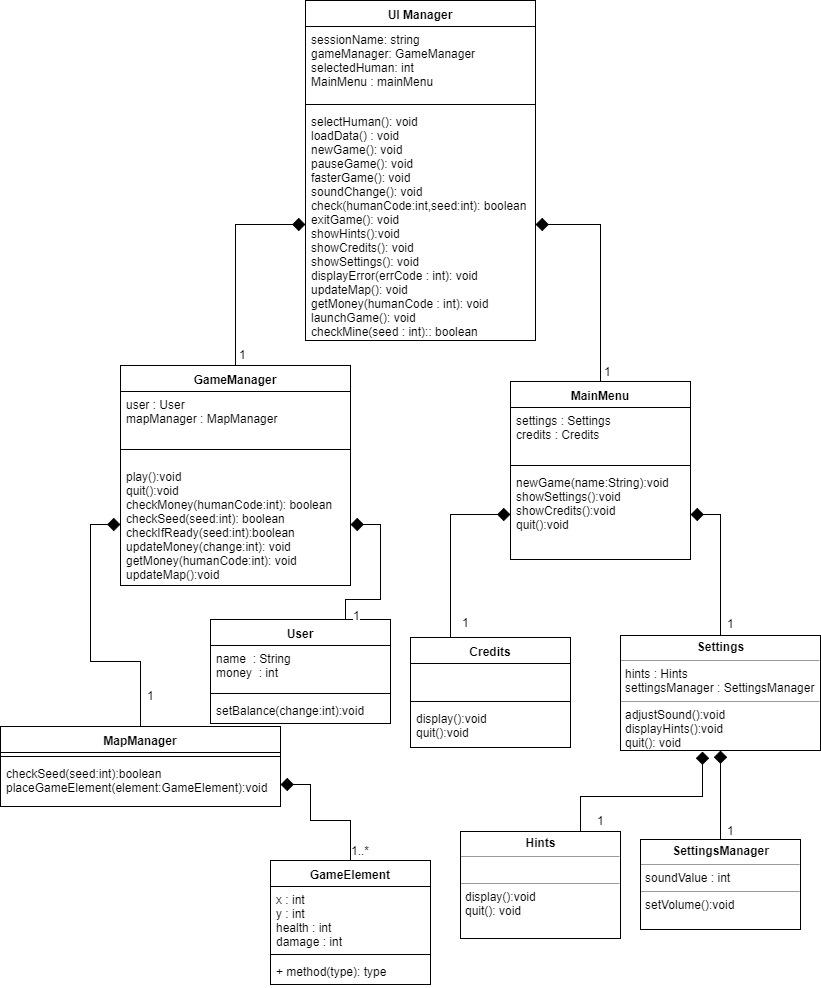 UI Manager
sessionName: string
gameManager: GameManager
selectedHuman: int
MainMenu : mainMenu
selectHuman(): void
loadData() : void
newGame(): void
pauseGame(): void
fasterGame(): void
soundChange(): void
check(humanCode:int,seed:int): boolean
exitGame(): void
showHints():void
showCredits(): void
showSettings(): void
displayError(errCode : int): void
updateMap(): void
getMoney(humanCode : int): void
launchGame(): void
checkMine(seed : int):: boolean
1
GameManager
user : User
mapManager : MapManager
play():void
quit():void
checkMoney(humanCode:int): boolean
checkSeed(seed:int): boolean
checkIfReady(seed:int):boolean
updateMoney(change:int): void
getMoney(humanCode:int): void
updateMap():void
1
MainMenu
settings : Settings
credits : Credits
newGame(name:String):void
showSettings():void
showCredits():void
quit():void
1
User
name : String
money : int
setBalance(change:int):void
1
Credits
display():void
quit():void
1
Settings
hints : Hints
settingsManager : SettingsManager
adjustSound():void
displayHints():void
quit(): void
1
MapManager
checkSeed(seed:int):boolean
placeGameElement(element:GameElement):void
1..*
GameElement
x : int
y : int
health : int
damage : int
+ method(type): type
1
Hints
display():void
quit(): void
1
SettingsManager
soundValue : int
setVolume():void